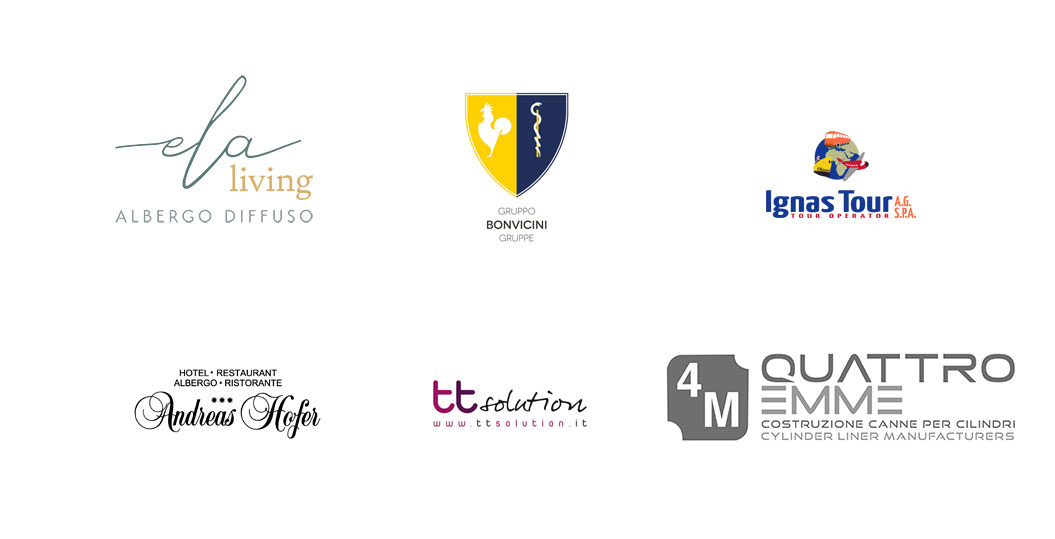 ela
living
ALBERGO DIFFUSO
GRUPPO
BONVICINI
GRUPPE
Ignas Tour A.G.
TOUR OPERATOR S.P.A.
HOTEL • RESTAURANT
ALBERGO • RISTORANTE
Andreas Hofer
tt solution
www.ttsolution.it
4M
QUATTRO
EMME
COSTRUZIONE CANNE PER CILINDRI
CYLINDER LINER MANUFACTURERS